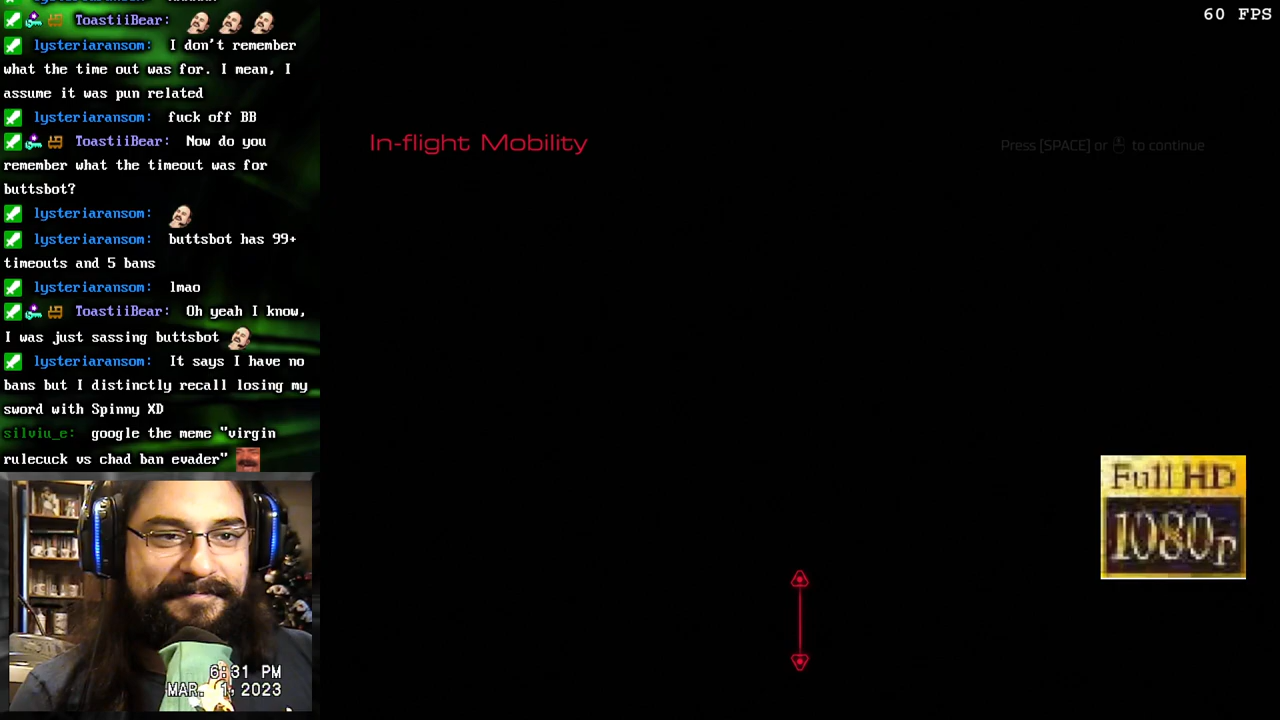 ToastiiBear:
lysteriaransom: I don't remember
what the time out was for. I mean, I
assume it was pun related
lysteriaransom: fuck off BB
ToastiiBear: Now do you
remember what the timeout was for
buttsbot?
lysteriaransom:
lysteriaransom: buttsbot has 99+
timeouts and 5 bans
lysteriaransom: lmao
ToastiiBear: Oh yeah I know,
I was just sassing buttsbot
lysteriaransom: It says I have no
bans but I distinctly recall losing my
sword with Spinny XD
silviu_e: google the meme "virgin
rulecuck vs chad ban evader"
6:31 PM
MAR. 1, 2023
60 FPS
In-flight Mobility
Press [SPACE] or to continue
Full HD
1080p